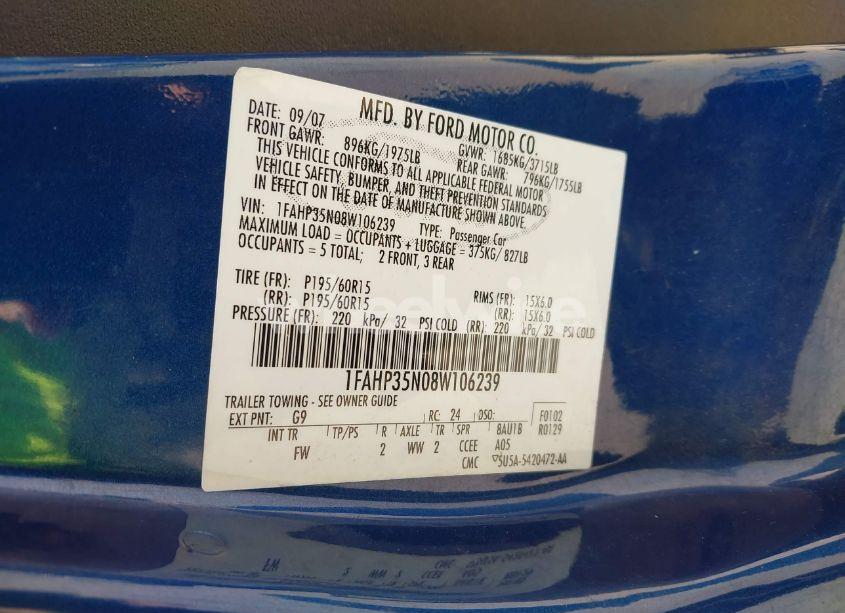 MFD. BY FORD MOTOR CO.
DATE: 09/07 GVWR: 1685KG/3715LB
FRONT GAWR: 896KG/1975LB REAR GAWR: 796KG/1755LB
THIS VEHICLE CONFORMS TO ALL APPLICABLE FEDERAL MOTOR
VEHICLE SAFETY, BUMPER, AND THEFT PREVENTION STANDARDS
IN EFFECT ON THE DATE OF MANUFACTURE SHOWN ABOVE.
VIN: 1FAHP35N08W106239 TYPE: Passenger Car
MAXIMUM LOAD = OCCUPANTS + LUGGAGE = 375KG/ 827LB
OCCUPANTS = 5 TOTAL; 2 FRONT, 3 REAR
TIRE (FR): P195/60R15 RIMS (FR): 15X6.0
(RR): P195/60R15 (RR): 15X6.0
PRESSURE (FR): 220 kPa/ 32 PSI COLD (RR): 220 kPa/ 32 PSI COLD
1FAHP35N08W106239
TRAILER TOWING - SEE OWNER GUIDE
EXT PNT: G9 RC: 24 DSO: F0102
INT TR TP/PS R AXLE TR SPR 8AU1B R0129
FW 2 WW 2 CCEE A05
CMC 5U5A-5420472-AA